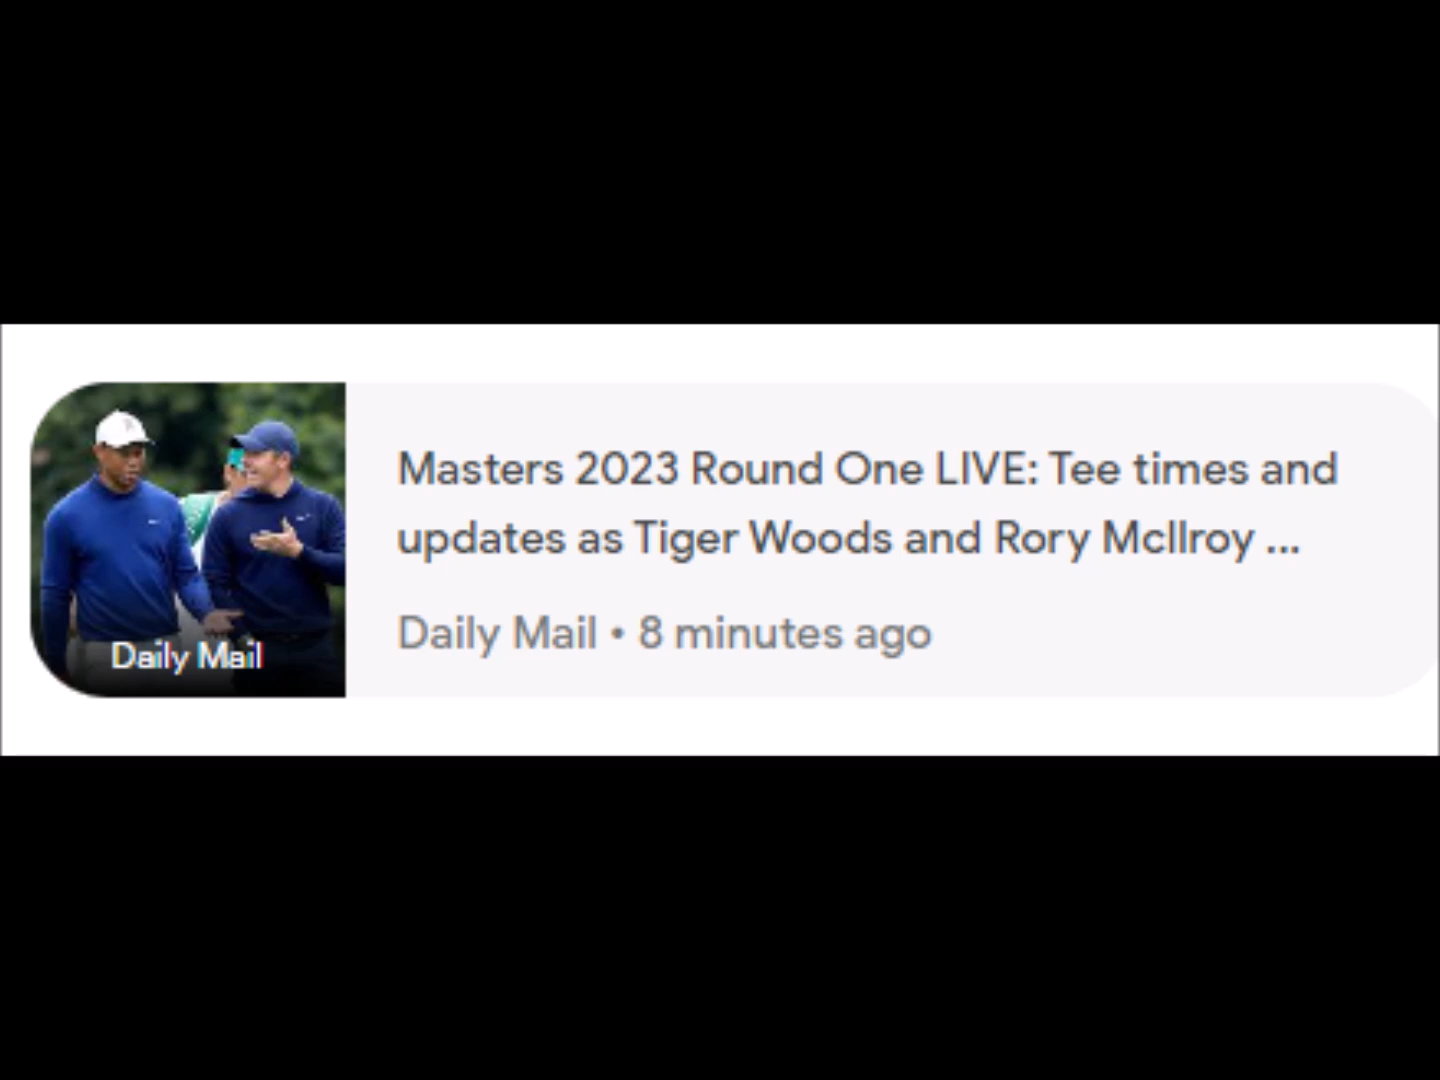 Masters 2023 Round One LIVE: Tee times and
updates as Tiger Woods and Rory McIlroy ...
Daily Mail • 8 minutes ago
Daily Mail